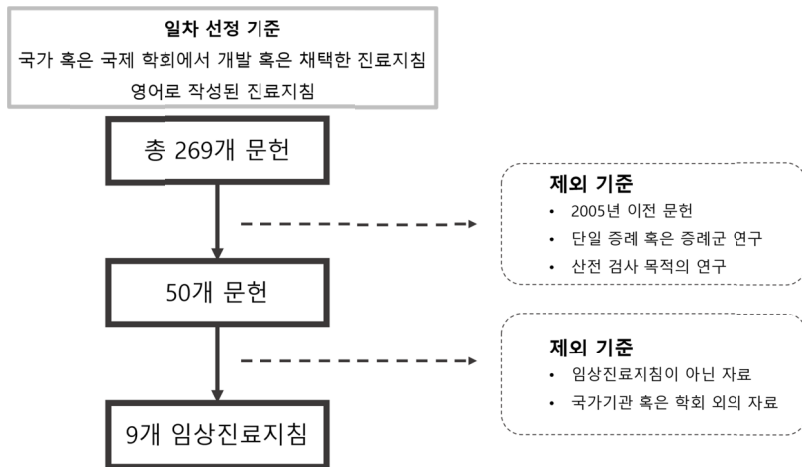 일차 선정 기준
국가 혹은 국제 학회에서 개발 혹은 채택한 진료지침
영어로 작성된 진료지침
총 269개 문헌
제외 기준
• 2005년 이전 문헌
• 단일 증례 혹은 증례군 연구
• 산전 검사 목적의 연구
50개 문헌
제외 기준
• 임상진료지침이 아닌 자료
• 국가기관 혹은 학회 외의 자료
9개 임상진료지침